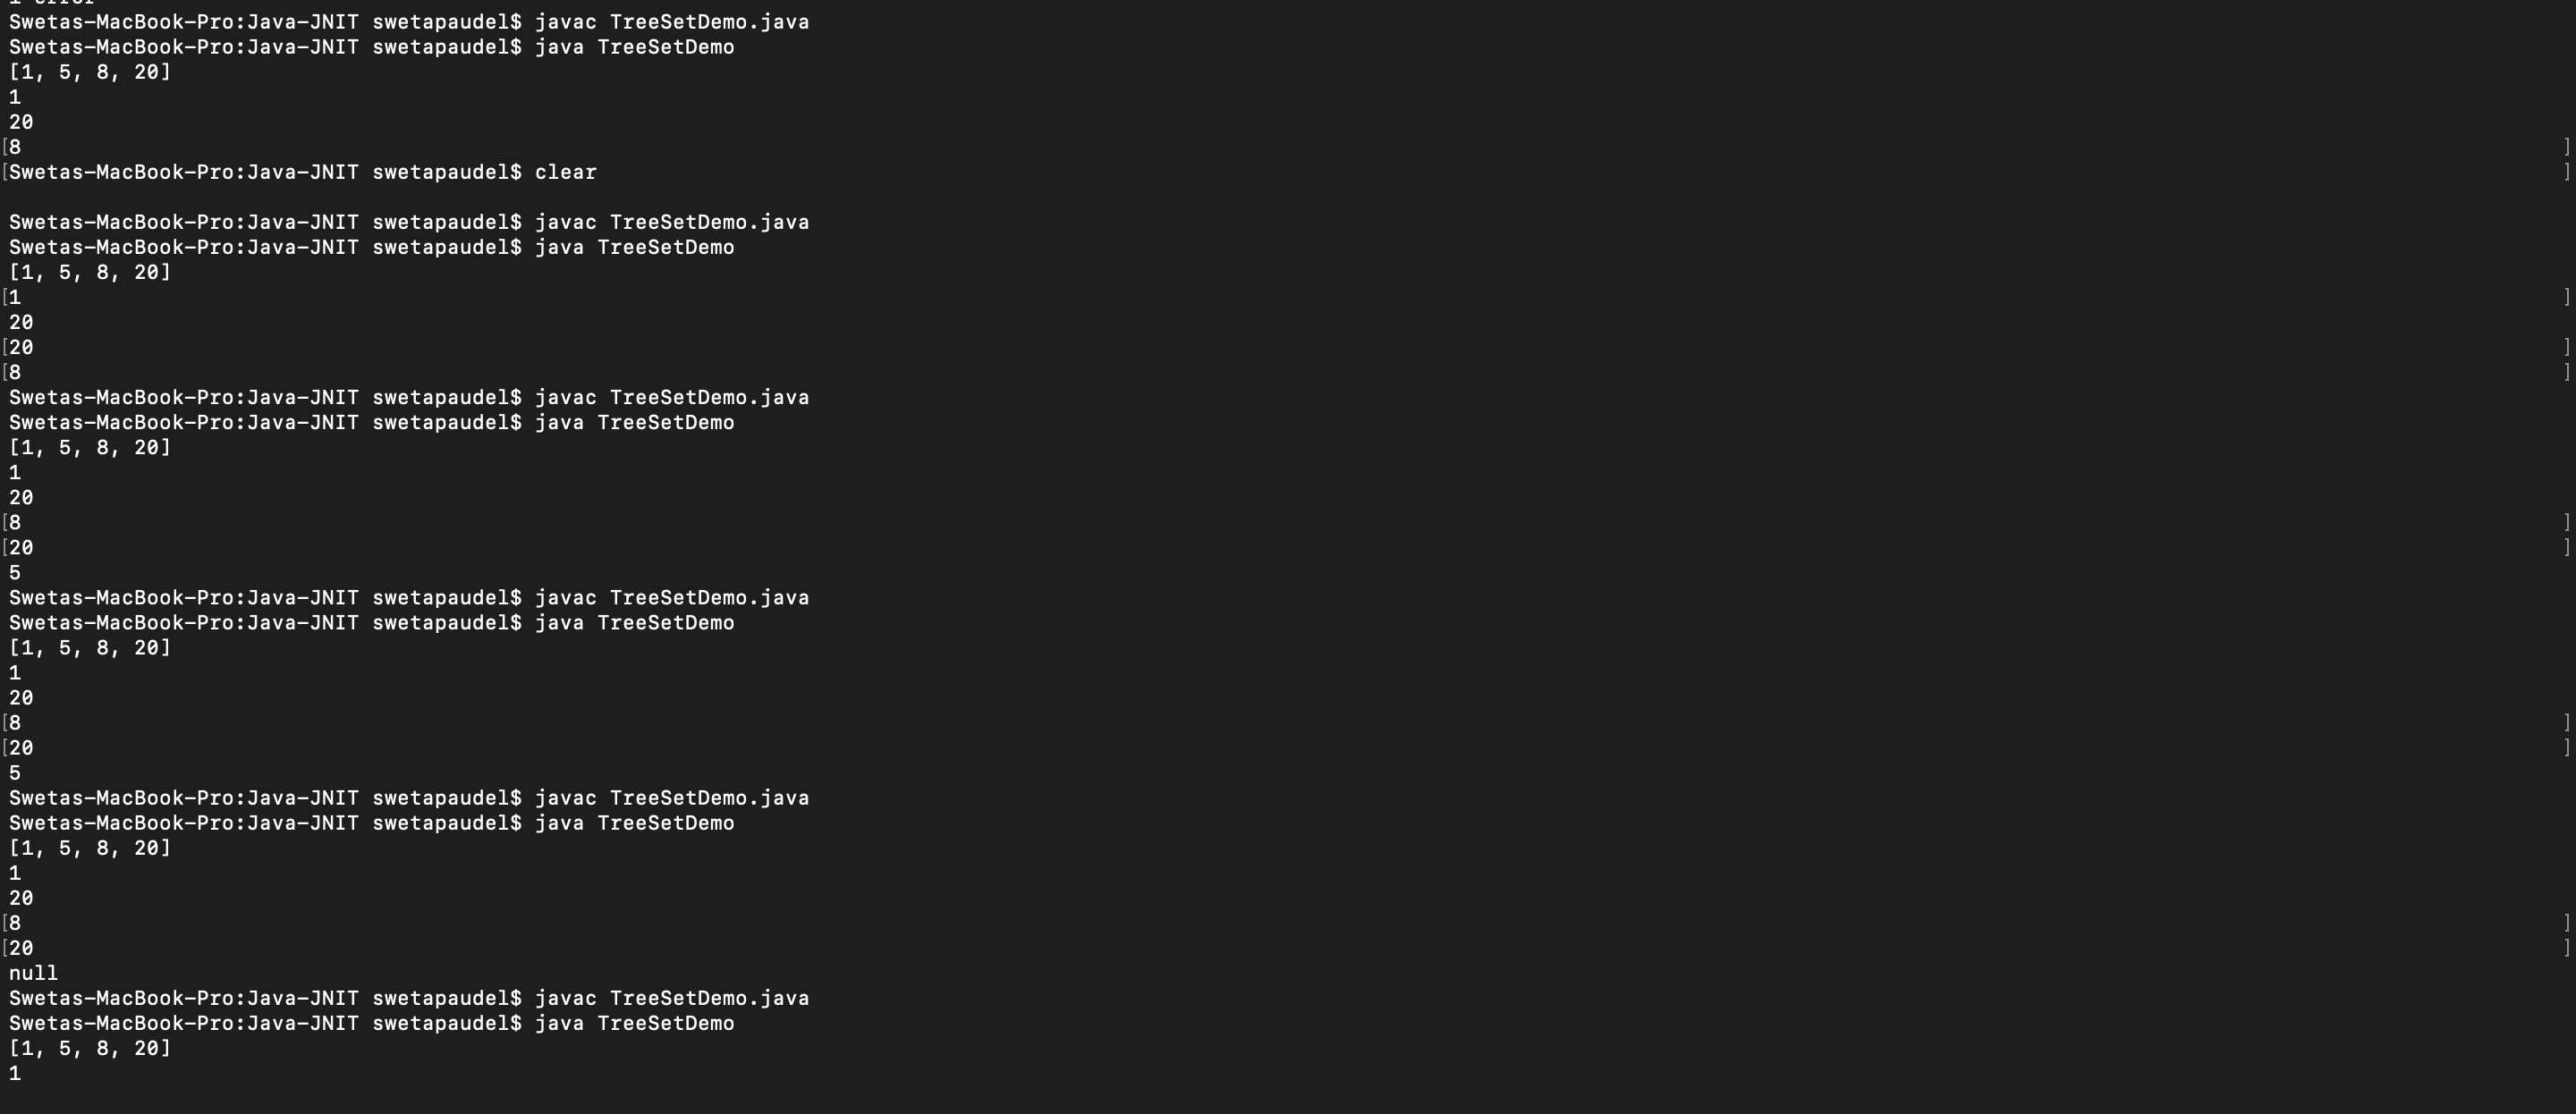 Swetas-MacBook-Pro:Java-JNIT swetapaudel$ javac TreeSetDemo.java
Swetas-MacBook-Pro:Java-JNIT swetapaudel$ java TreeSetDemo
[1, 5, 8, 20]
1
20
[8 ]
[Swetas-MacBook-Pro:Java-JNIT swetapaudel$ clear ]
Swetas-MacBook-Pro:Java-JNIT swetapaudel$ javac TreeSetDemo.java
Swetas-MacBook-Pro:Java-JNIT swetapaudel$ java TreeSetDemo
[1, 5, 8, 20]
[1 ]
20
[20 ]
[8 ]
Swetas-MacBook-Pro:Java-JNIT swetapaudel$ javac TreeSetDemo.java
Swetas-MacBook-Pro:Java-JNIT swetapaudel$ java TreeSetDemo
[1, 5, 8, 20]
1
20
[8 ]
[20 ]
5
Swetas-MacBook-Pro:Java-JNIT swetapaudel$ javac TreeSetDemo.java
Swetas-MacBook-Pro:Java-JNIT swetapaudel$ java TreeSetDemo
[1, 5, 8, 20]
1
20
[8 ]
[20 ]
5
Swetas-MacBook-Pro:Java-JNIT swetapaudel$ javac TreeSetDemo.java
Swetas-MacBook-Pro:Java-JNIT swetapaudel$ java TreeSetDemo
[1, 5, 8, 20]
1
20
[8 ]
[20 ]
null
Swetas-MacBook-Pro:Java-JNIT swetapaudel$ javac TreeSetDemo.java
Swetas-MacBook-Pro:Java-JNIT swetapaudel$ java TreeSetDemo
[1, 5, 8, 20]
1